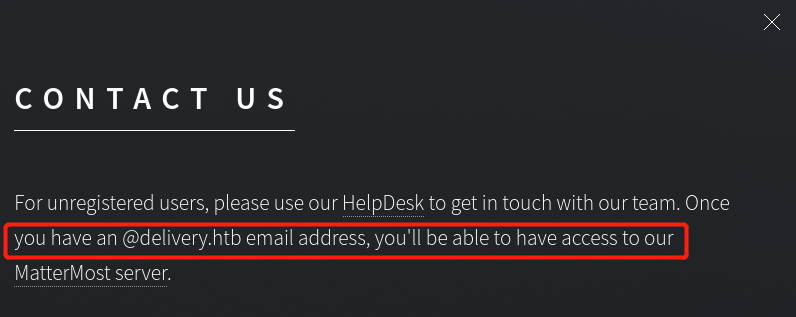 CONTACT US
For unregistered users, please use our HelpDesk to get in touch with our team. Once
you have an @delivery.htb email address, you'll be able to have access to our
MatterMost server.